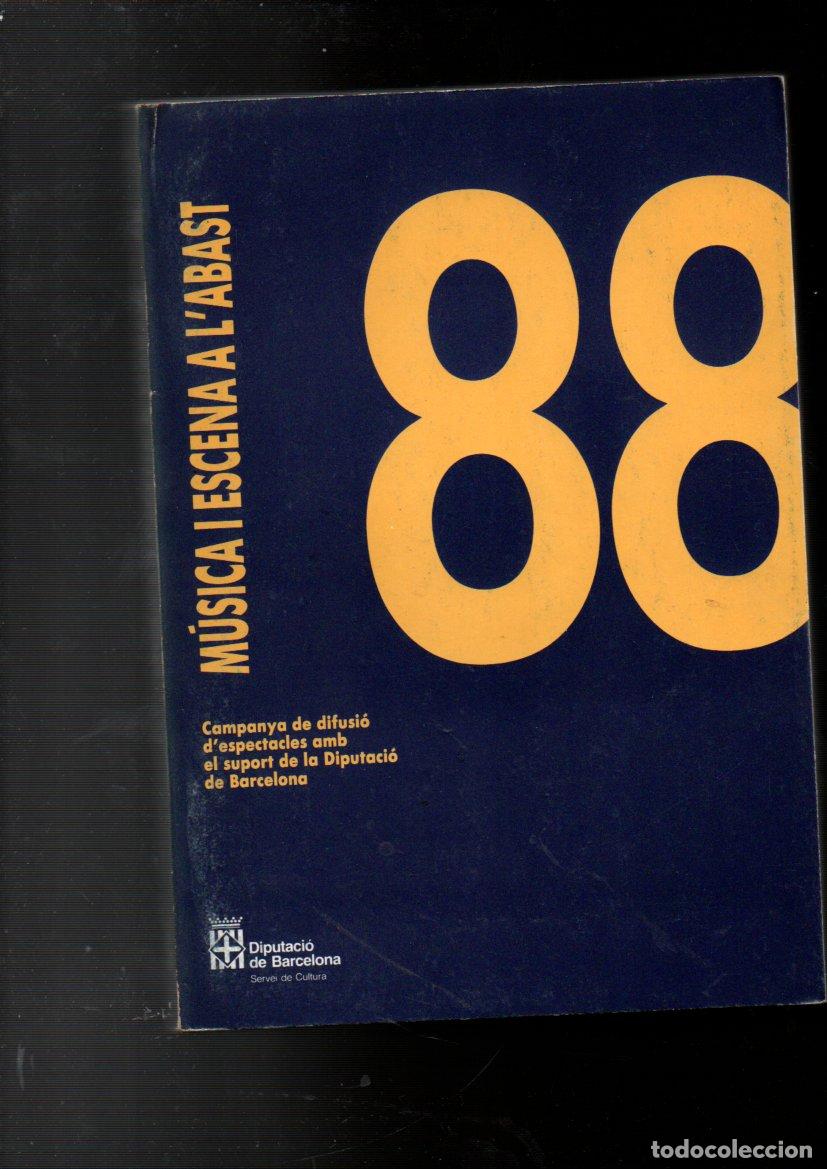 MÚSICA I ESCENA A L'ABAST
88
Campanya de difusió
d'espectacles amb
el suport de la Diputació
de Barcelona
Diputació
de Barcelona
Servei de Cultura
todocoleccion